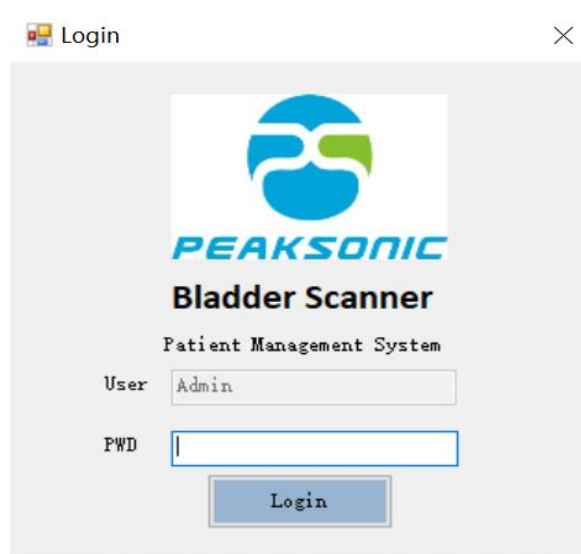 Login
PEAKSONIC
Bladder Scanner
Patient Management System
User Admin
PWD
Login